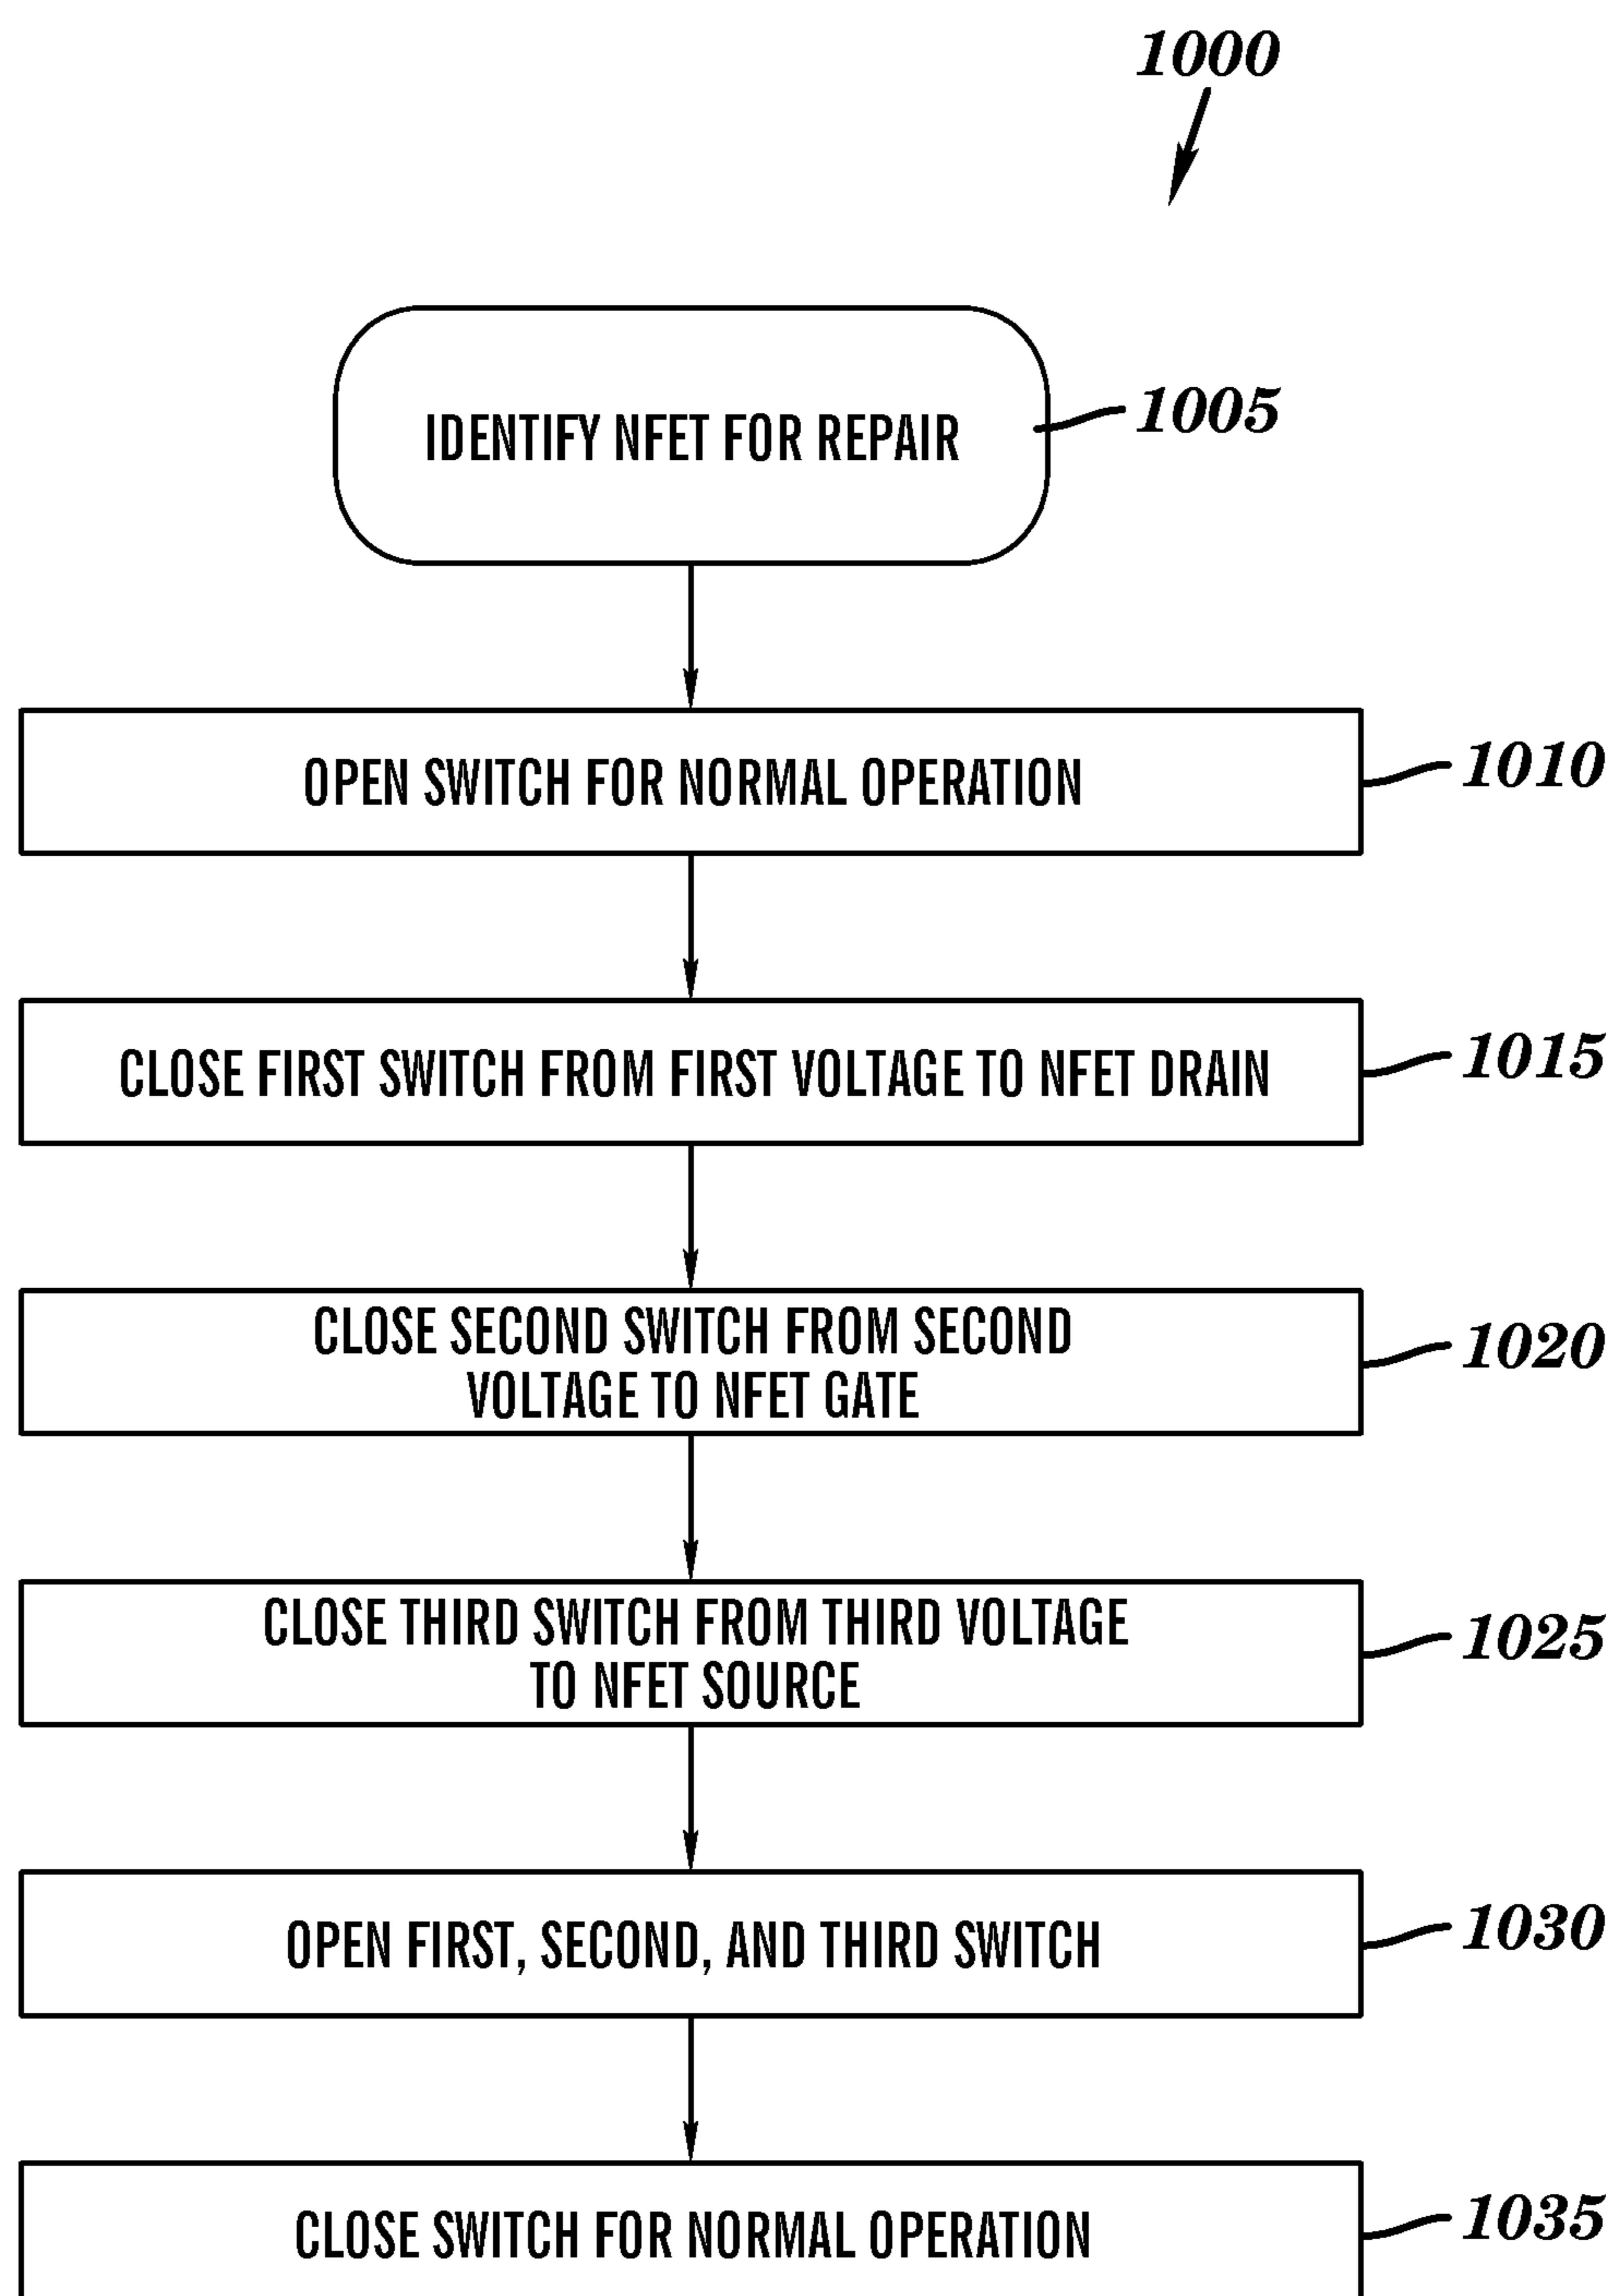 1000
IDENTIFY NFET FOR REPAIR
1005
OPEN SWITCH FOR NORMAL OPERATION
1010
CLOSE FIRST SWITCH FROM FIRST VOLTAGE TO NFET DRAIN
1015
CLOSE SECOND SWITCH FROM SECOND
VOLTAGE TO NFET GATE
1020
CLOSE THIRD SWITCH FROM THIRD VOLTAGE
TO NFET SOURCE
1025
OPEN FIRST, SECOND, AND THIRD SWITCH
1030
CLOSE SWITCH FOR NORMAL OPERATION
1035